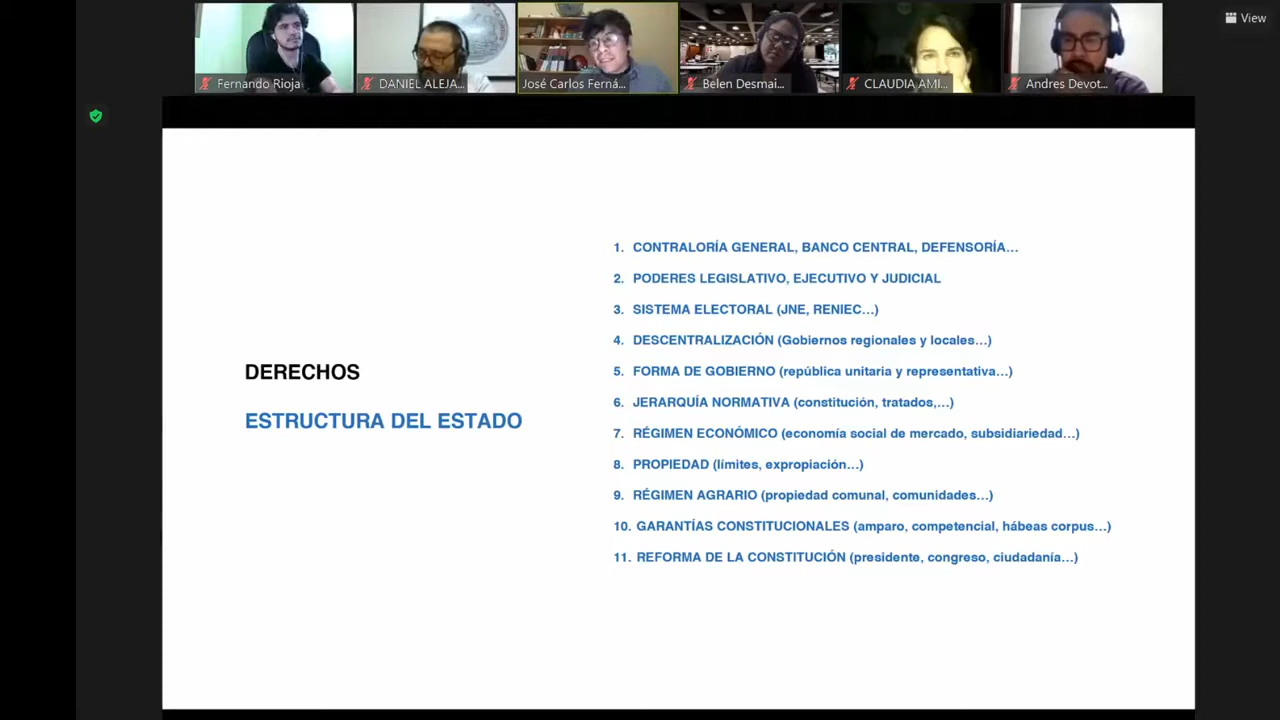 View
Fernando Rioja
DANIEL ALEJA...
José Carlos Ferná...
Belen Desmai...
CLAUDIA AMI...
Andres Devot...
1. CONTRALORÍA GENERAL, BANCO CENTRAL, DEFENSORÍA...
2. PODERES LEGISLATIVO, EJECUTIVO Y JUDICIAL
3. SISTEMA ELECTORAL (JNE, RENIEC...)
4. DESCENTRALIZACIÓN (Gobiernos regionales y locales...)
5. FORMA DE GOBIERNO (república unitaria y representativa...)
6. JERARQUÍA NORMATIVA (constitución, tratados,...)
7. RÉGIMEN ECONÓMICO (economía social de mercado, subsidiariedad...)
8. PROPIEDAD (límites, expropiación...)
9. RÉGIMEN AGRARIO (propiedad comunal, comunidades...)
10. GARANTÍAS CONSTITUCIONALES (amparo, competencial, hábeas corpus...)
11. REFORMA DE LA CONSTITUCIÓN (presidente, congreso, ciudadanía...)
DERECHOS
ESTRUCTURA DEL ESTADO